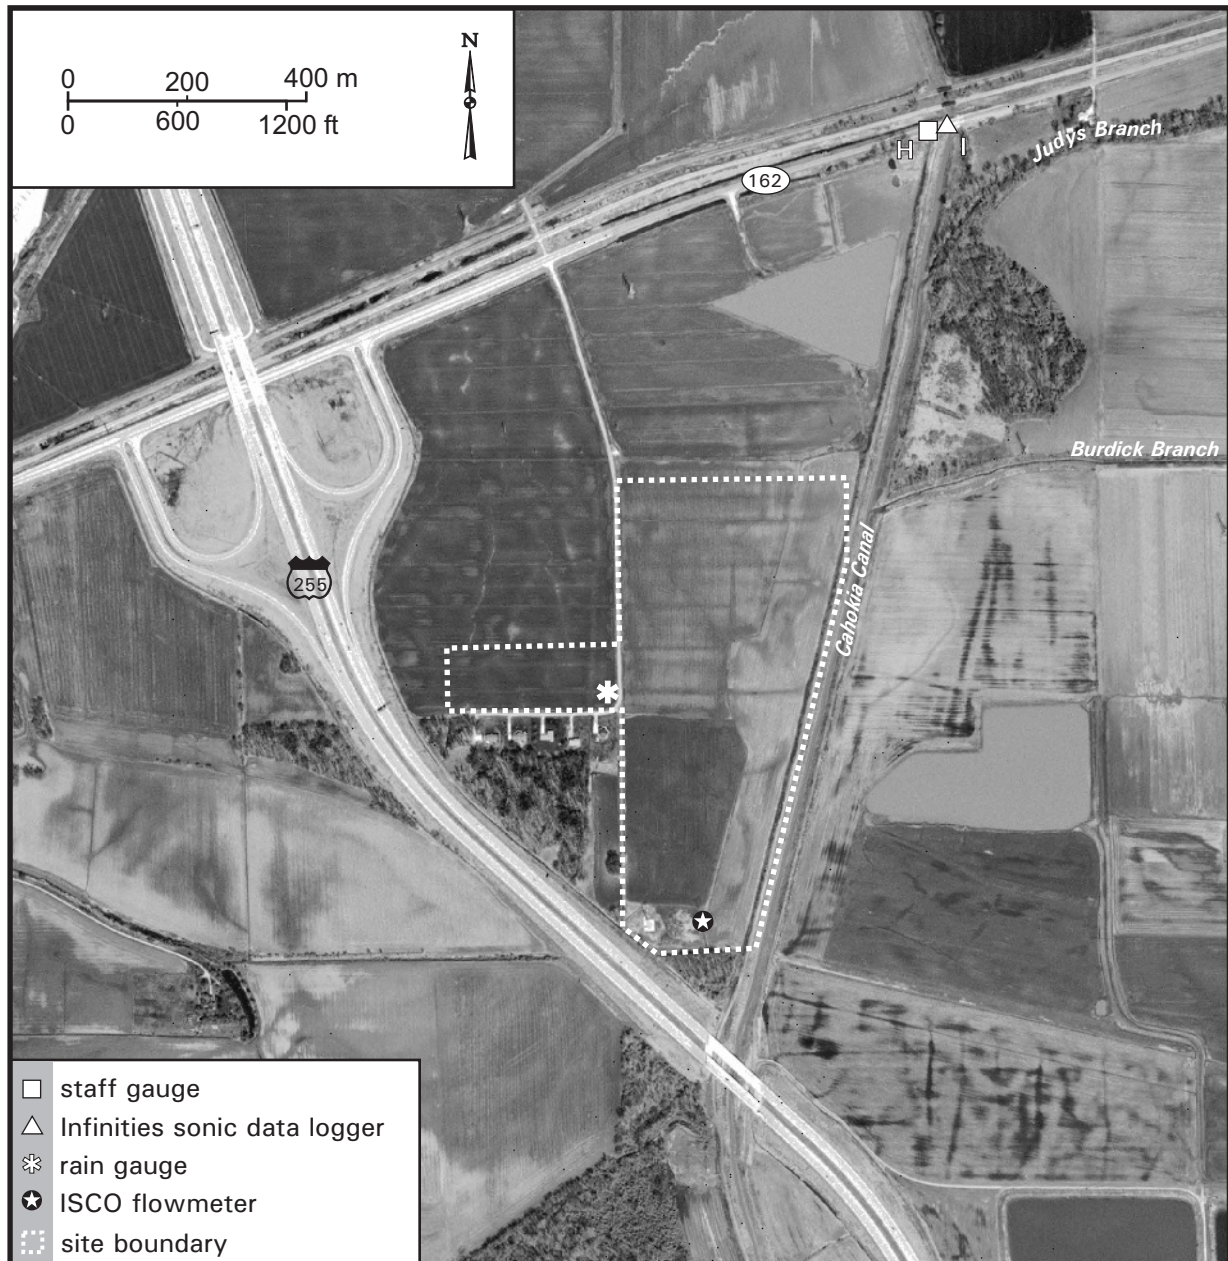 N
0 200 400 m
0 600 1200 ft
Judys Branch
H I
162
Burdick Branch
Cahokia Canal
255
staff gauge
Infinities sonic data logger
rain gauge
ISCO flowmeter
site boundary